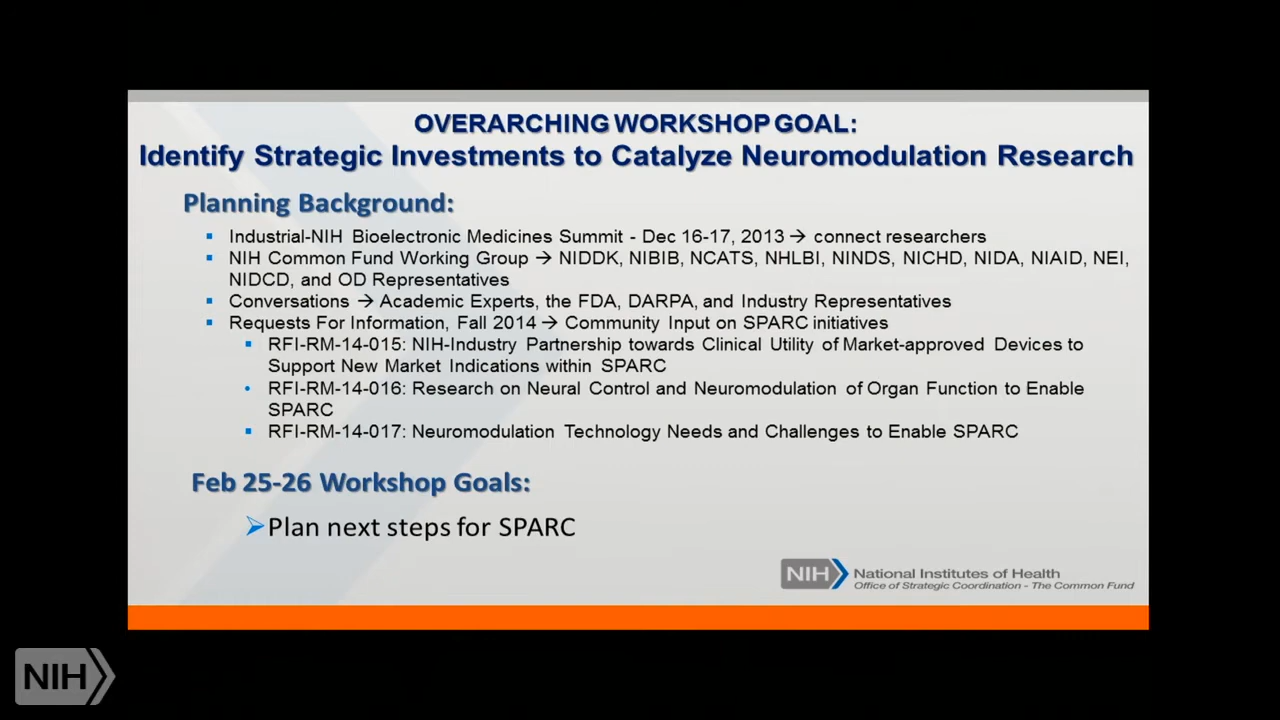 OVERARCHING WORKSHOP GOAL:
Identify Strategic Investments to Catalyze Neuromodulation Research
Planning Background:
▪ Industrial-NIH Bioelectronic Medicines Summit - Dec 16-17, 2013 → connect researchers
▪ NIH Common Fund Working Group → NIDDK, NIBIB, NCATS, NHLBI, NINDS, NICHD, NIDA, NIAID, NEI,
NIDCD, and OD Representatives
▪ Conversations → Academic Experts, the FDA, DARPA, and Industry Representatives
▪ Requests For Information, Fall 2014 → Community Input on SPARC initiatives
▪ RFI-RM-14-015: NIH-Industry Partnership towards Clinical Utility of Market-approved Devices to
Support New Market Indications within SPARC
• RFI-RM-14-016: Research on Neural Control and Neuromodulation of Organ Function to Enable
SPARC
▪ RFI-RM-14-017: Neuromodulation Technology Needs and Challenges to Enable SPARC
Feb 25-26 Workshop Goals:
➢ Plan next steps for SPARC
NIH National Institutes of Health
Office of Strategic Coordination - The Common Fund
NIH